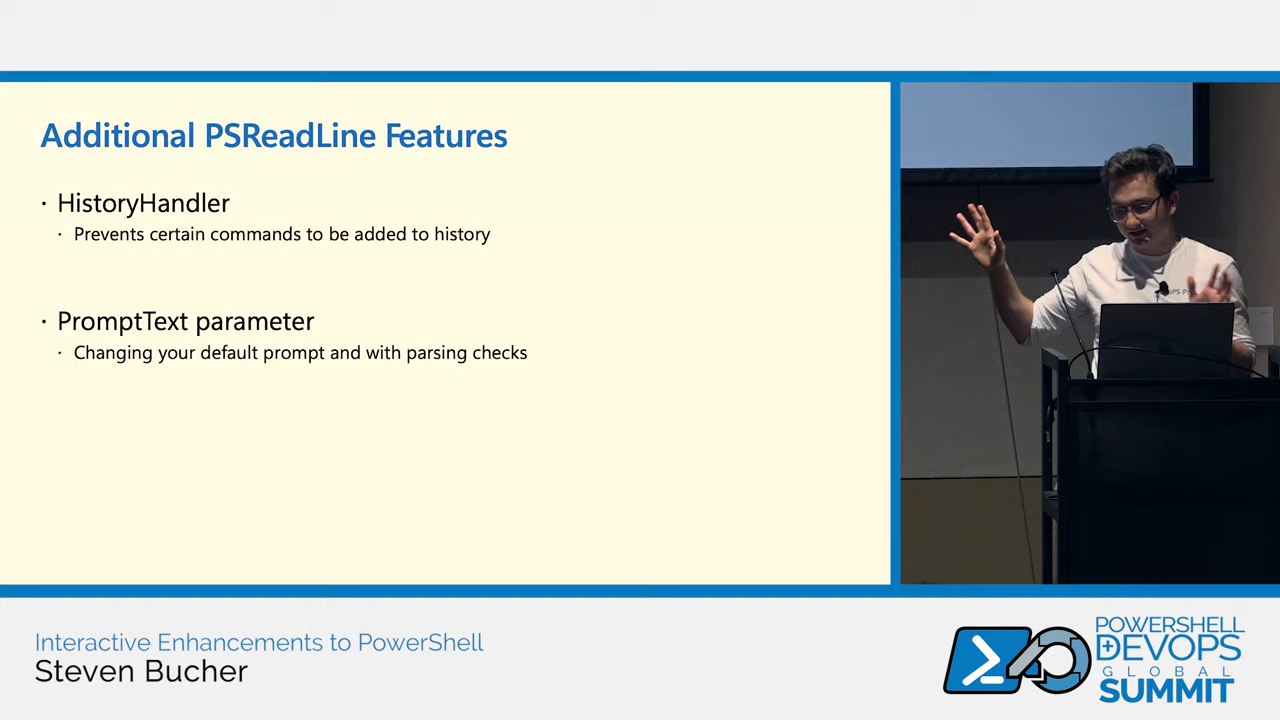 Additional PSReadLine Features
· HistoryHandler
· Prevents certain commands to be added to history
· PromptText parameter
· Changing your default prompt and with parsing checks
Interactive Enhancements to PowerShell
Steven Bucher
POWERSHELL
DEVOPS
GLOBAL
SUMMIT